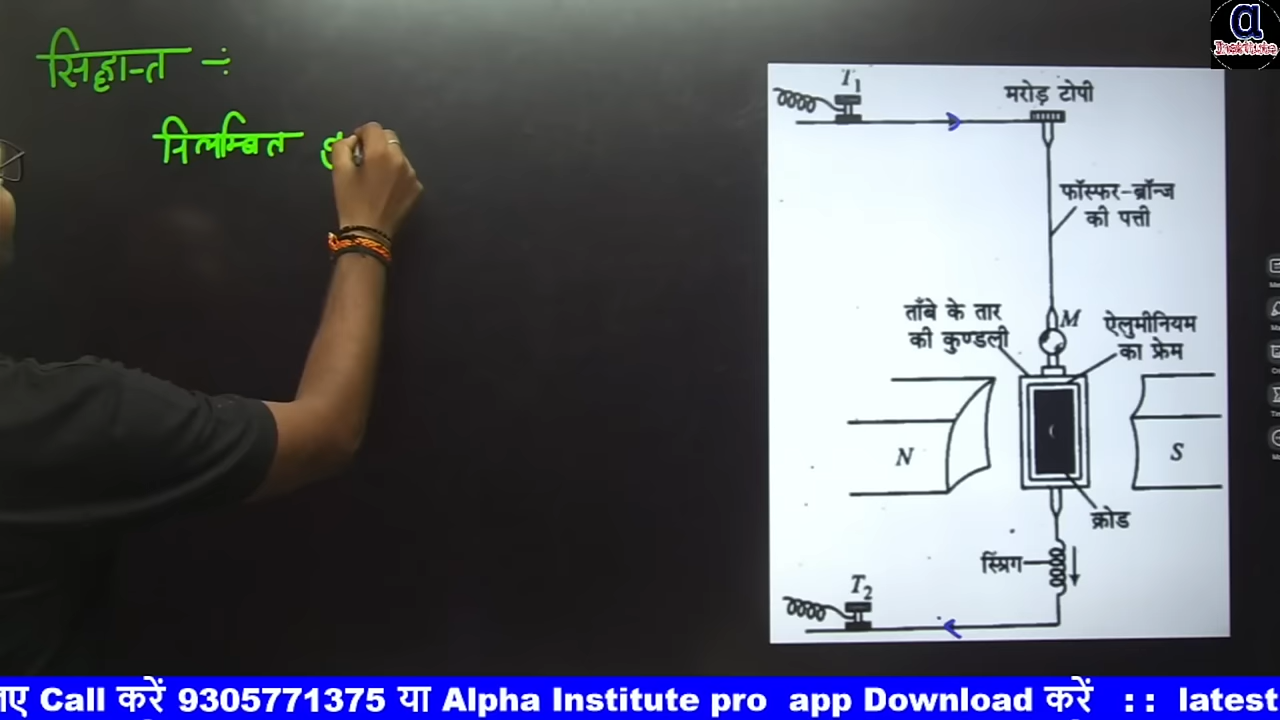 सिद्धान्त -:
निलम्बित
α
Institute
T₁
मरोड़ टोपी
फॉस्फर-ब्रॉन्ज
की पत्ती
ताँबे के तार
की कुण्डली
M
ऐलुमीनियम
का फ्रेम
N
S
क्रोड
स्प्रिंग
T₂
Call करें 9305771375 या Alpha Institute pro app Download करें : : latest